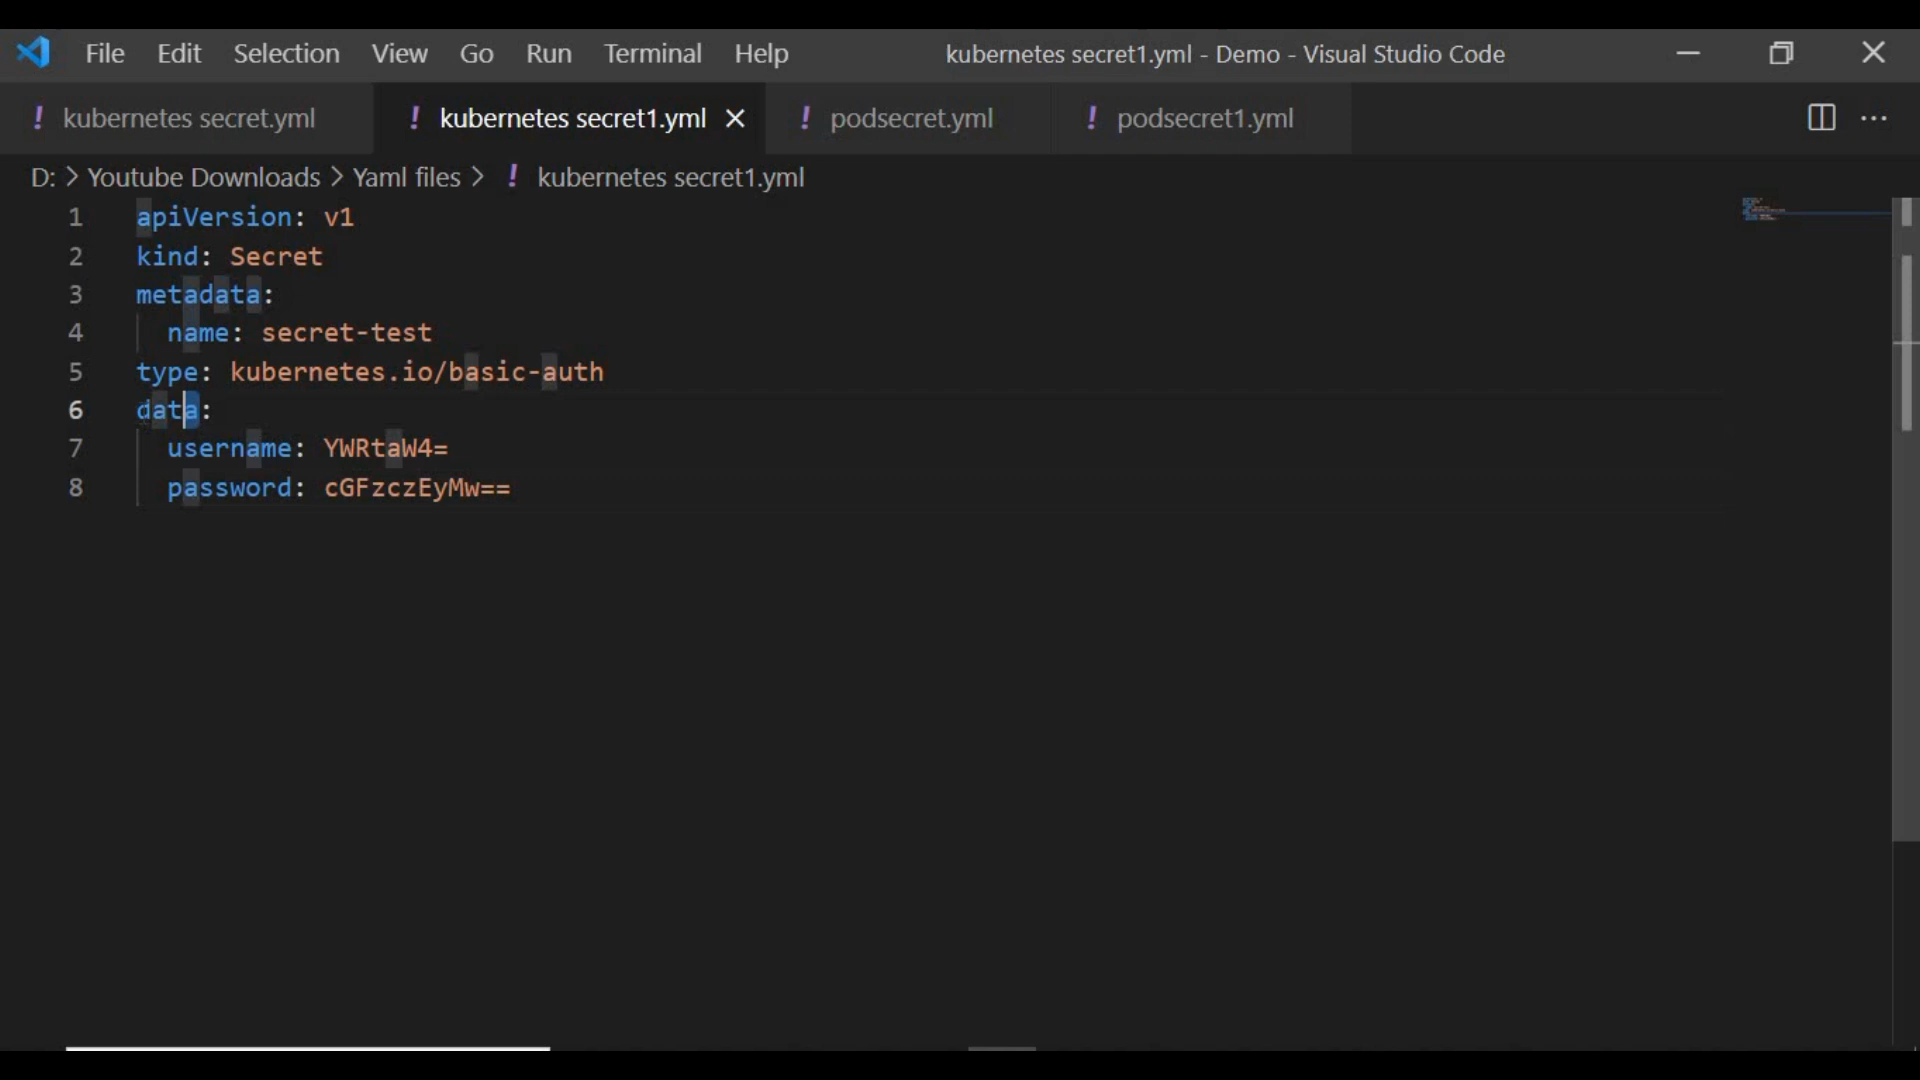 File Edit Selection View Go Run Terminal Help kubernetes secret1.yml - Demo - Visual Studio Code
! kubernetes secret.yml ! kubernetes secret1.yml ! podsecret.yml ! podsecret1.yml
D: > Youtube Downloads > Yaml files > ! kubernetes secret1.yml
1 apiVersion: v1
2 kind: Secret
3 metadata:
4   name: secret-test
5 type: kubernetes.io/basic-auth
6 data:
7   username: YWRtaW4=
8   password: cGFzczEyMw==